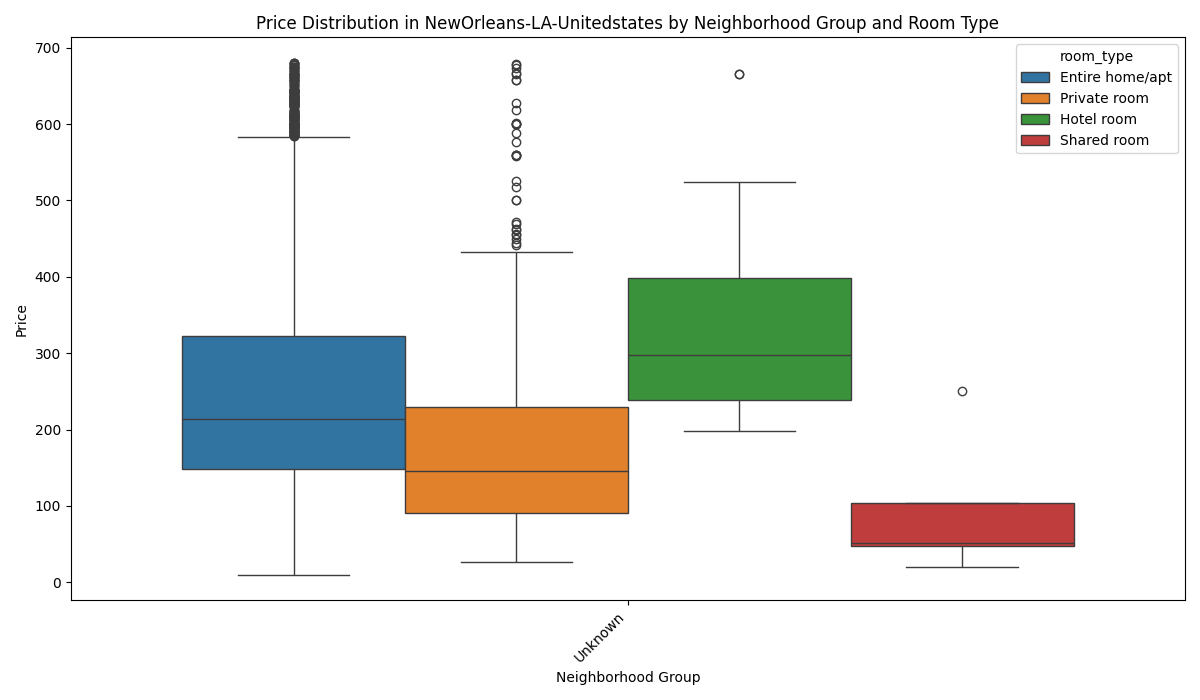 Price Distribution in NewOrleans-LA-Unitedstates by Neighborhood Group and Room Type
room_type
Entire home/apt
Private room
Hotel room
Shared room
Price
700
600
500
400
300
200
100
0
Unknown
Neighborhood Group